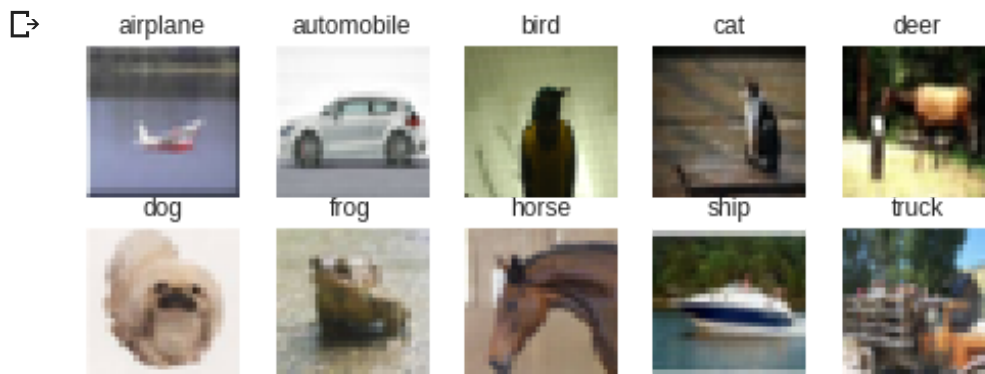 airplane automobile bird cat deer
dog frog horse ship truck